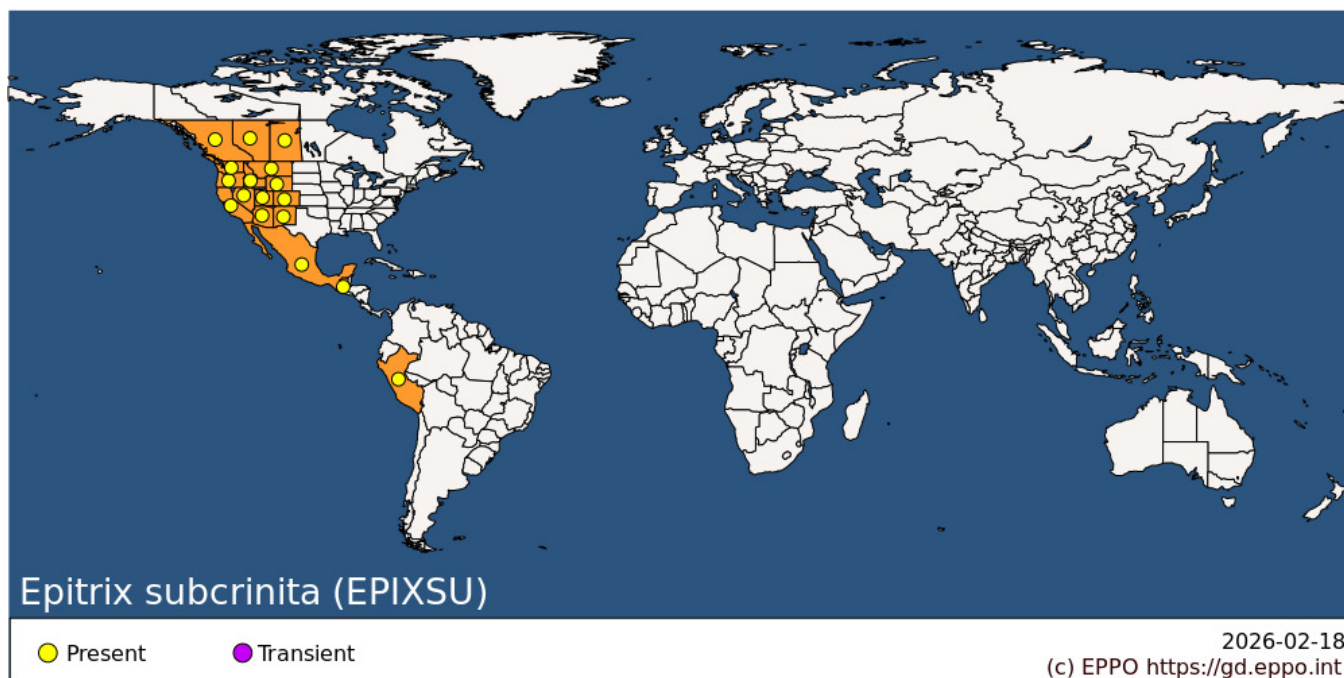 Epitrix subcrinita (EPIXSU)
Present
Transient
2026-02-18
(c) EPPO https://gd.eppo.int